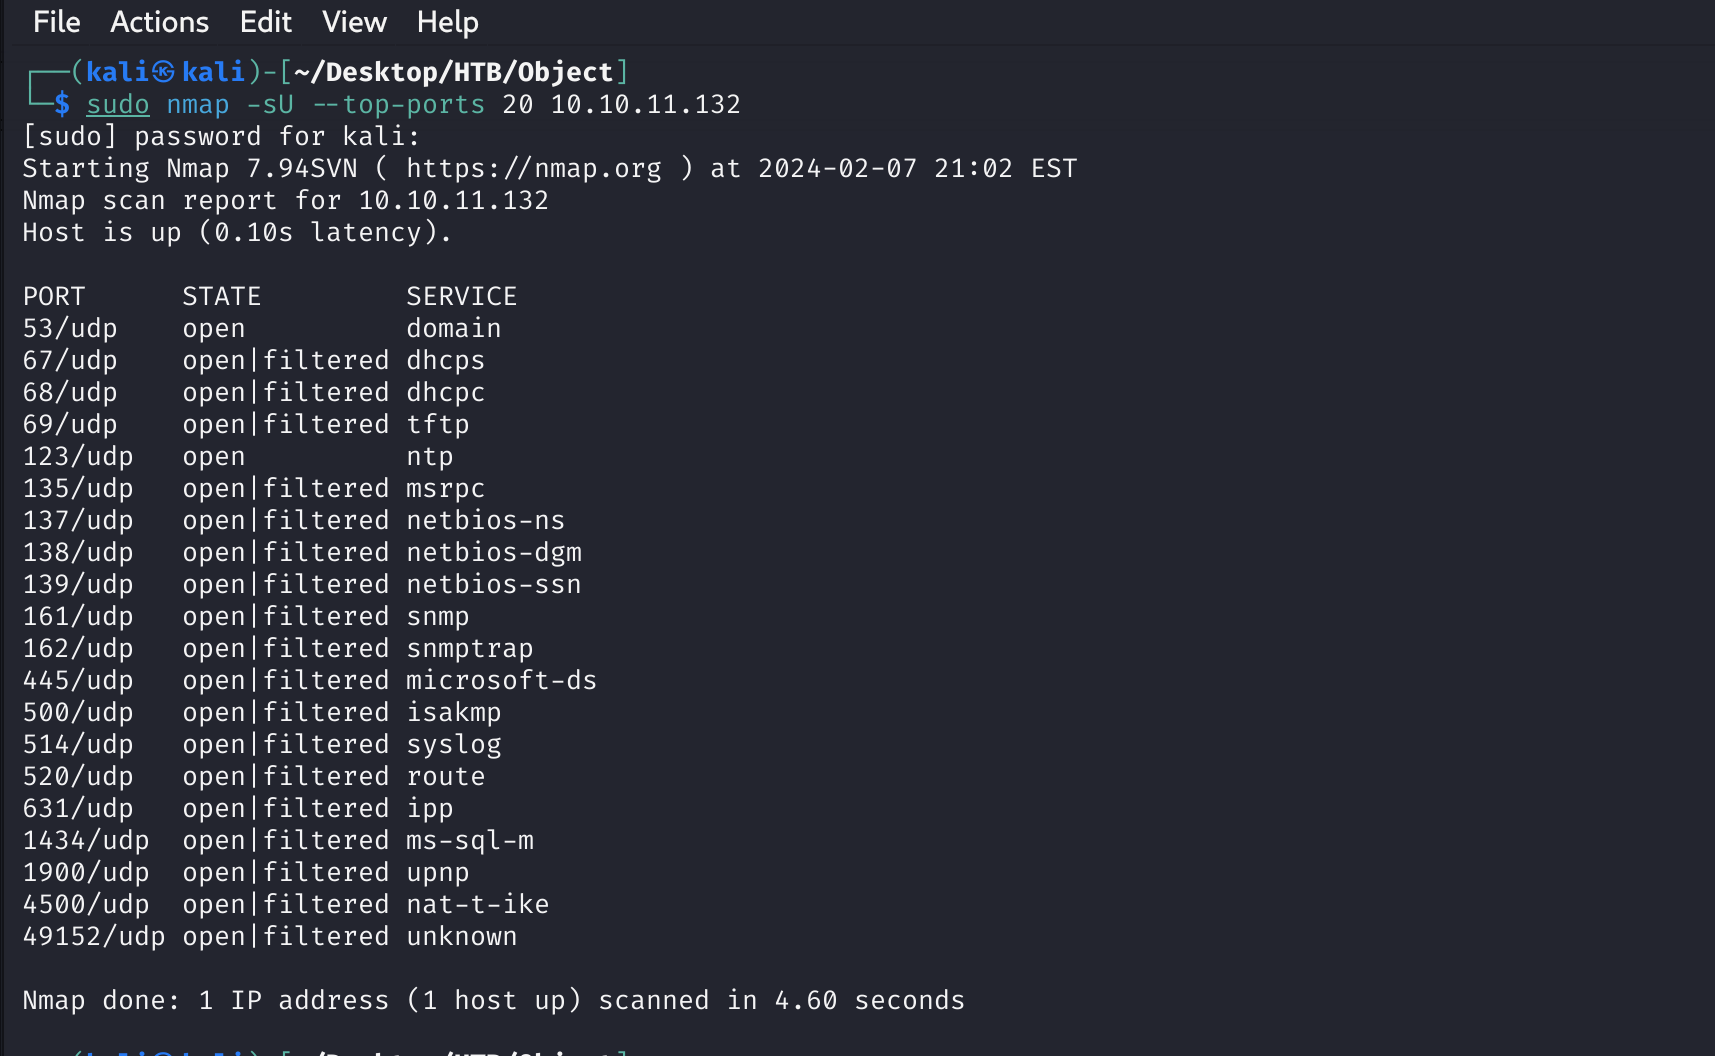 File Actions Edit View Help
┌──(kali㉿kali)-[~/Desktop/HTB/Object]
└─$ sudo nmap -sU --top-ports 20 10.10.11.132
[sudo] password for kali:
Starting Nmap 7.94SVN ( https://nmap.org ) at 2024-02-07 21:02 EST
Nmap scan report for 10.10.11.132
Host is up (0.10s latency).
PORT      STATE         SERVICE
53/udp    open          domain
67/udp    open|filtered dhcps
68/udp    open|filtered dhcpc
69/udp    open|filtered tftp
123/udp   open          ntp
135/udp   open|filtered msrpc
137/udp   open|filtered netbios-ns
138/udp   open|filtered netbios-dgm
139/udp   open|filtered netbios-ssn
161/udp   open|filtered snmp
162/udp   open|filtered snmptrap
445/udp   open|filtered microsoft-ds
500/udp   open|filtered isakmp
514/udp   open|filtered syslog
520/udp   open|filtered route
631/udp   open|filtered ipp
1434/udp  open|filtered ms-sql-m
1900/udp  open|filtered upnp
4500/udp  open|filtered nat-t-ike
49152/udp open|filtered unknown
Nmap done: 1 IP address (1 host up) scanned in 4.60 seconds